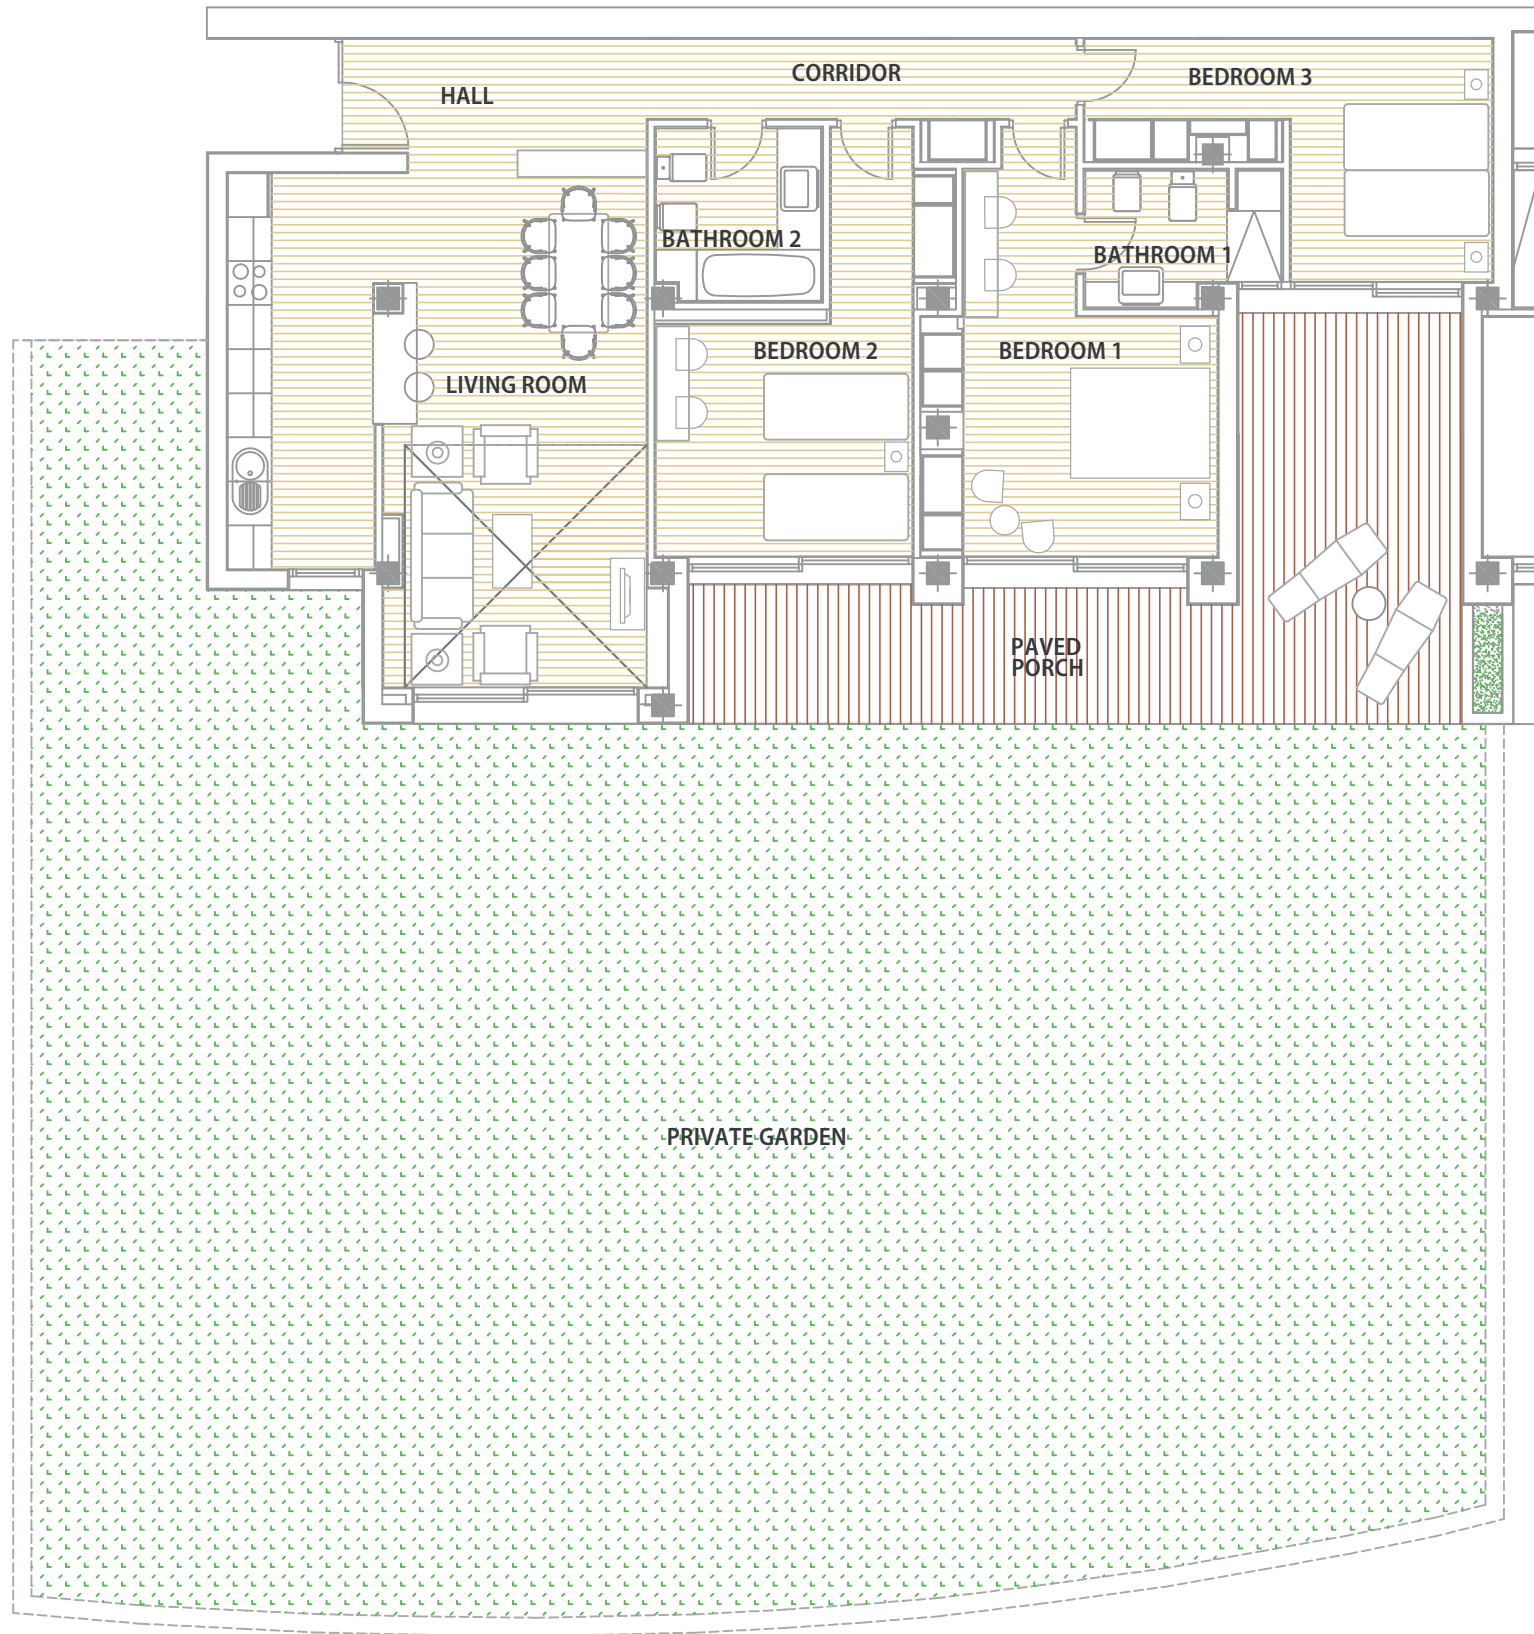 CORRIDOR
BEDROOM 3
HALL
BATHROOM 2
BATHROOM 1
BEDROOM 2
BEDROOM 1
LIVING ROOM
PAVED
PORCH
PRIVATE GARDEN